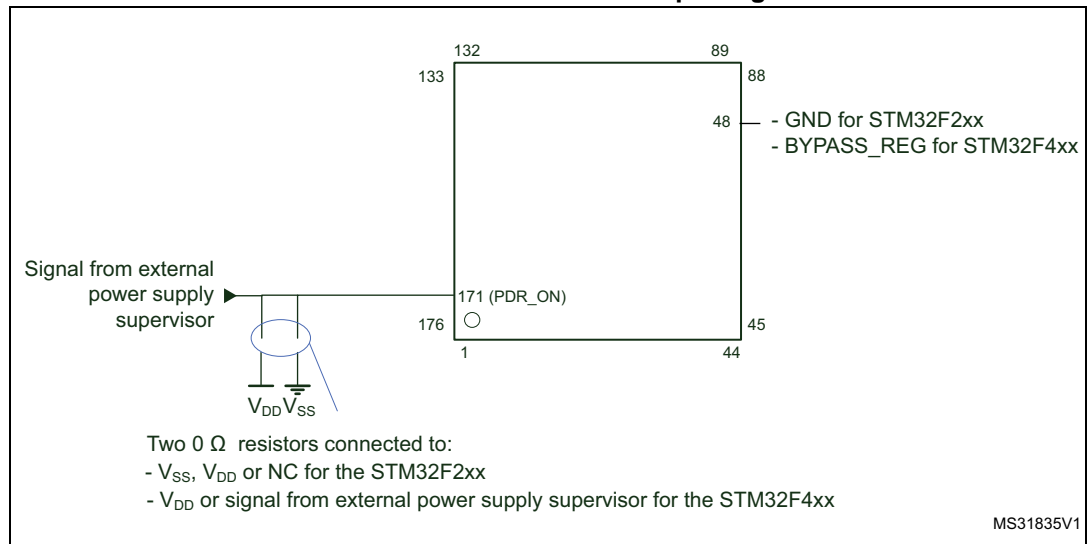 132
89
133
88
48
- GND for STM32F2xx
- BYPASS_REG for STM32F4xx
Signal from external
power supply
supervisor
171 (PDR_ON)
176
45
1
44
VDD VSS
Two 0 Ω resistors connected to:
- VSS, VDD or NC for the STM32F2xx
- VDD or signal from external power supply supervisor for the STM32F4xx
MS31835V1